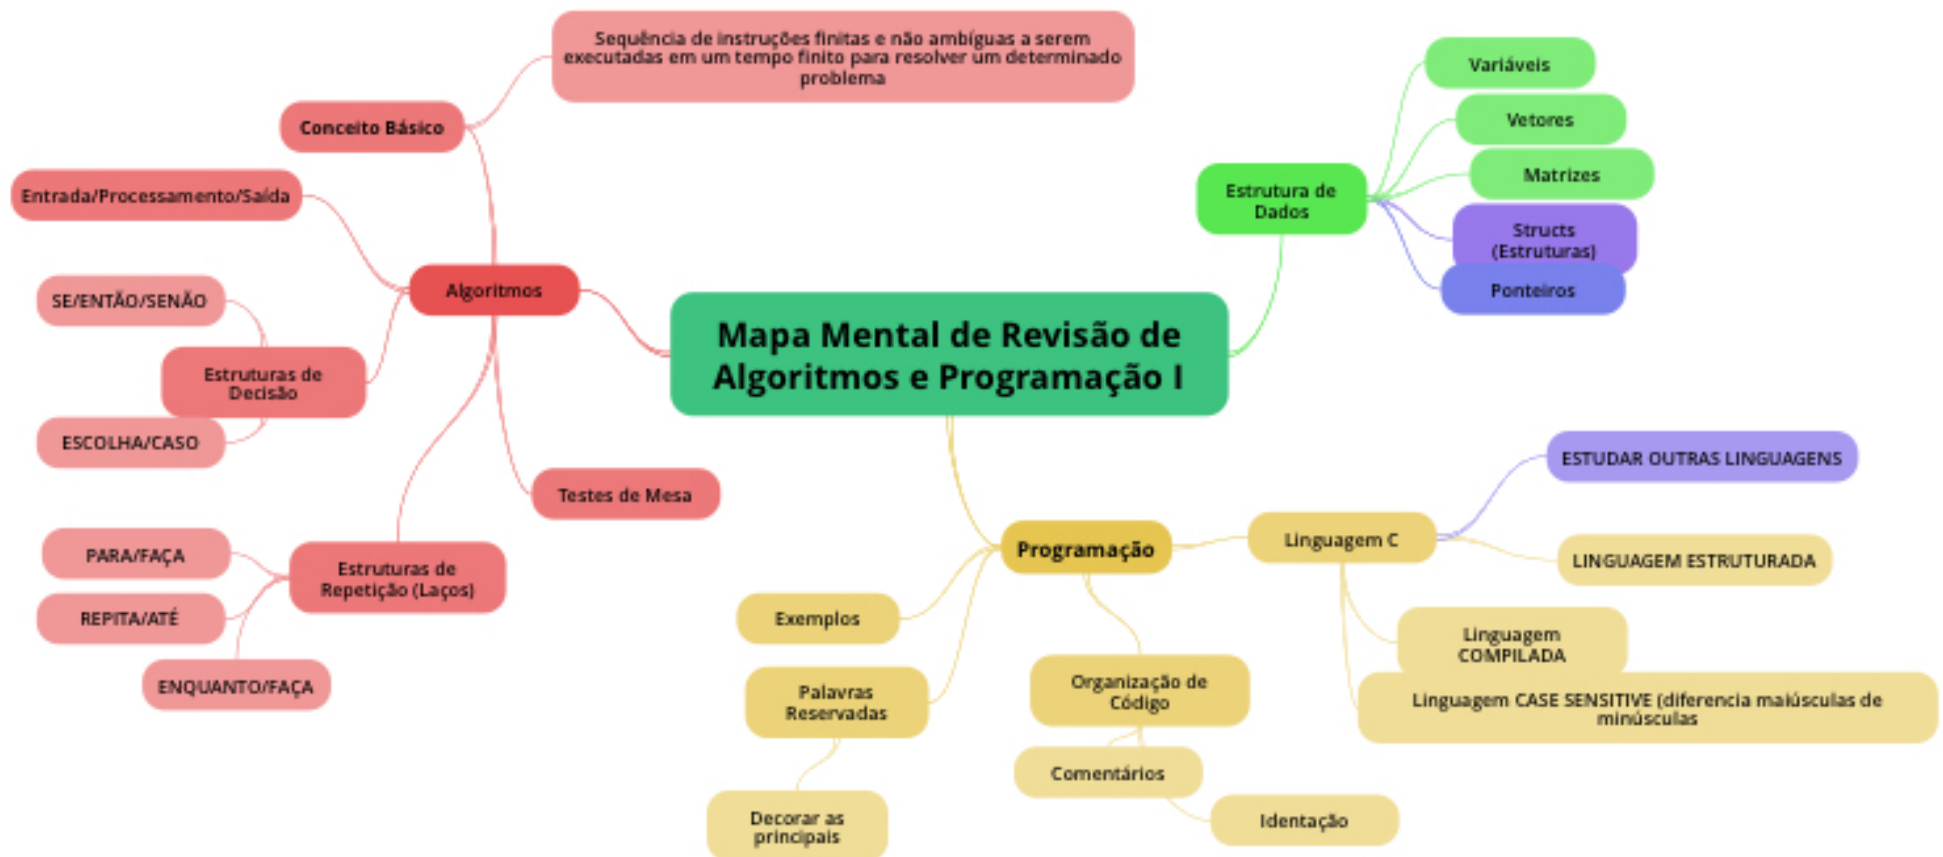 Sequência de instruções finitas e não ambíguas a serem
executadas em um tempo finito para resolver um determinado
problema
Conceito Básico
Entrada/Processamento/Saída
Algoritmos
SE/ENTÃO/SENÃO
Estruturas de
Decisão
ESCOLHA/CASO
Testes de Mesa
PARA/FAÇA
Estruturas de
Repetição (Laços)
REPITA/ATÉ
ENQUANTO/FAÇA
Mapa Mental de Revisão de
Algoritmos e Programação I
Estrutura de
Dados
Variáveis
Vetores
Matrizes
Structs
(Estruturas)
Ponteiros
Programação
Linguagem C
ESTUDAR OUTRAS LINGUAGENS
LINGUAGEM ESTRUTURADA
Linguagem
COMPILADA
Linguagem CASE SENSITIVE (diferencia maiúsculas de
minúsculas
Exemplos
Palavras
Reservadas
Decorar as
principais
Organização de
Código
Comentários
Identação